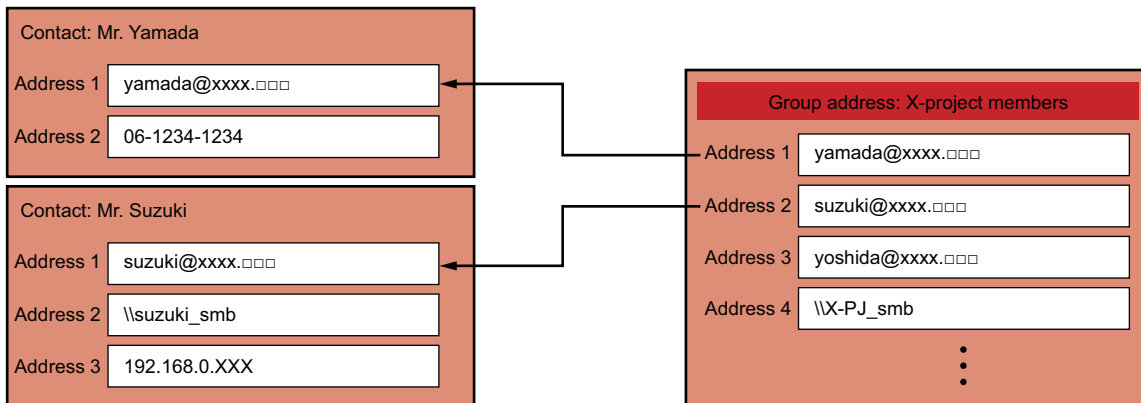 Contact: Mr. Yamada
Address 1 yamada@xxxx.□□□
Address 2 06-1234-1234
Contact: Mr. Suzuki
Address 1 suzuki@xxxx.□□□
Address 2 \\suzuki_smb
Address 3 192.168.0.XXX
Group address: X-project members
Address 1 yamada@xxxx.□□□
Address 2 suzuki@xxxx.□□□
Address 3 yoshida@xxxx.□□□
Address 4 \\X-PJ_smb